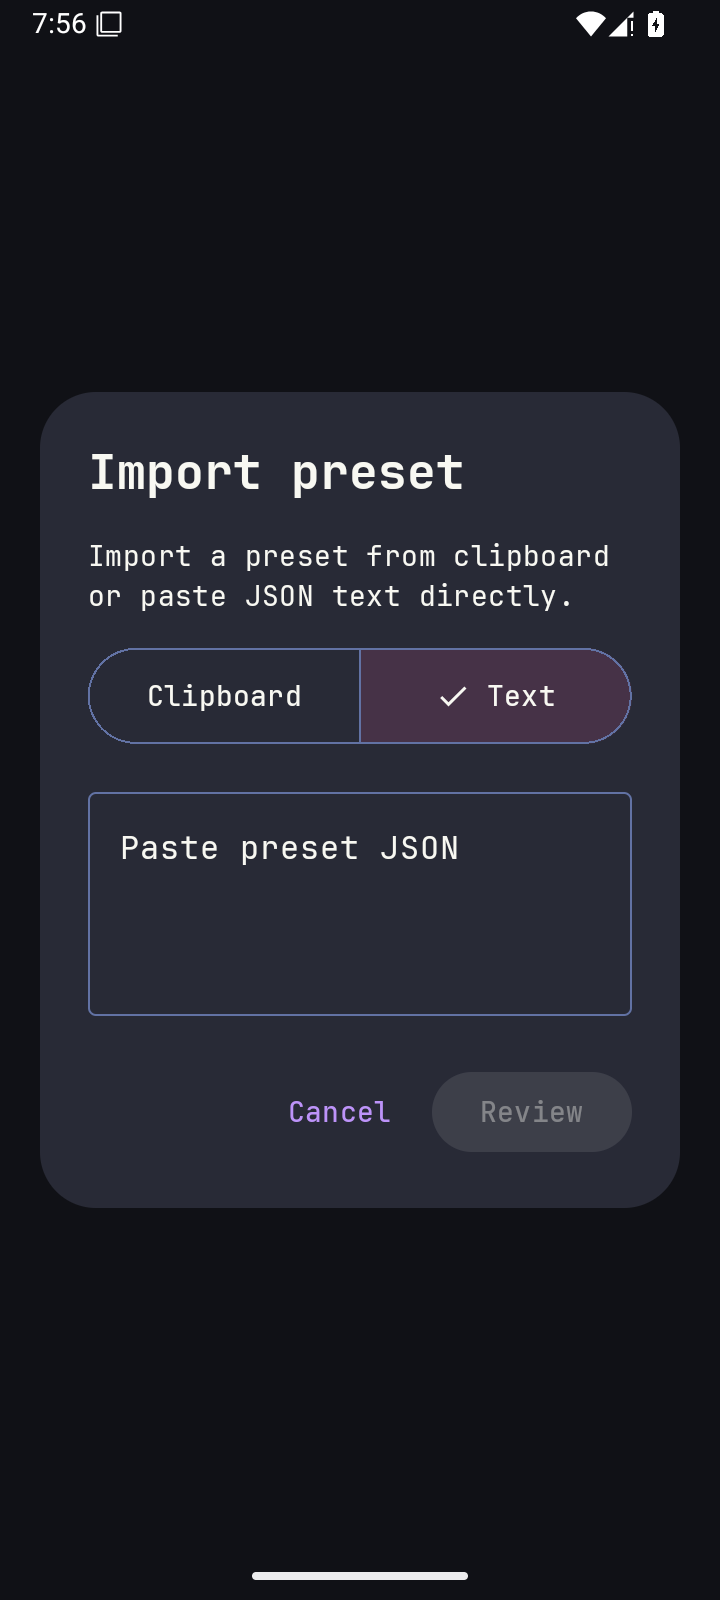 7:56
Import preset
Import a preset from clipboard
or paste JSON text directly.
Clipboard
Text
Paste preset JSON
Cancel
Review